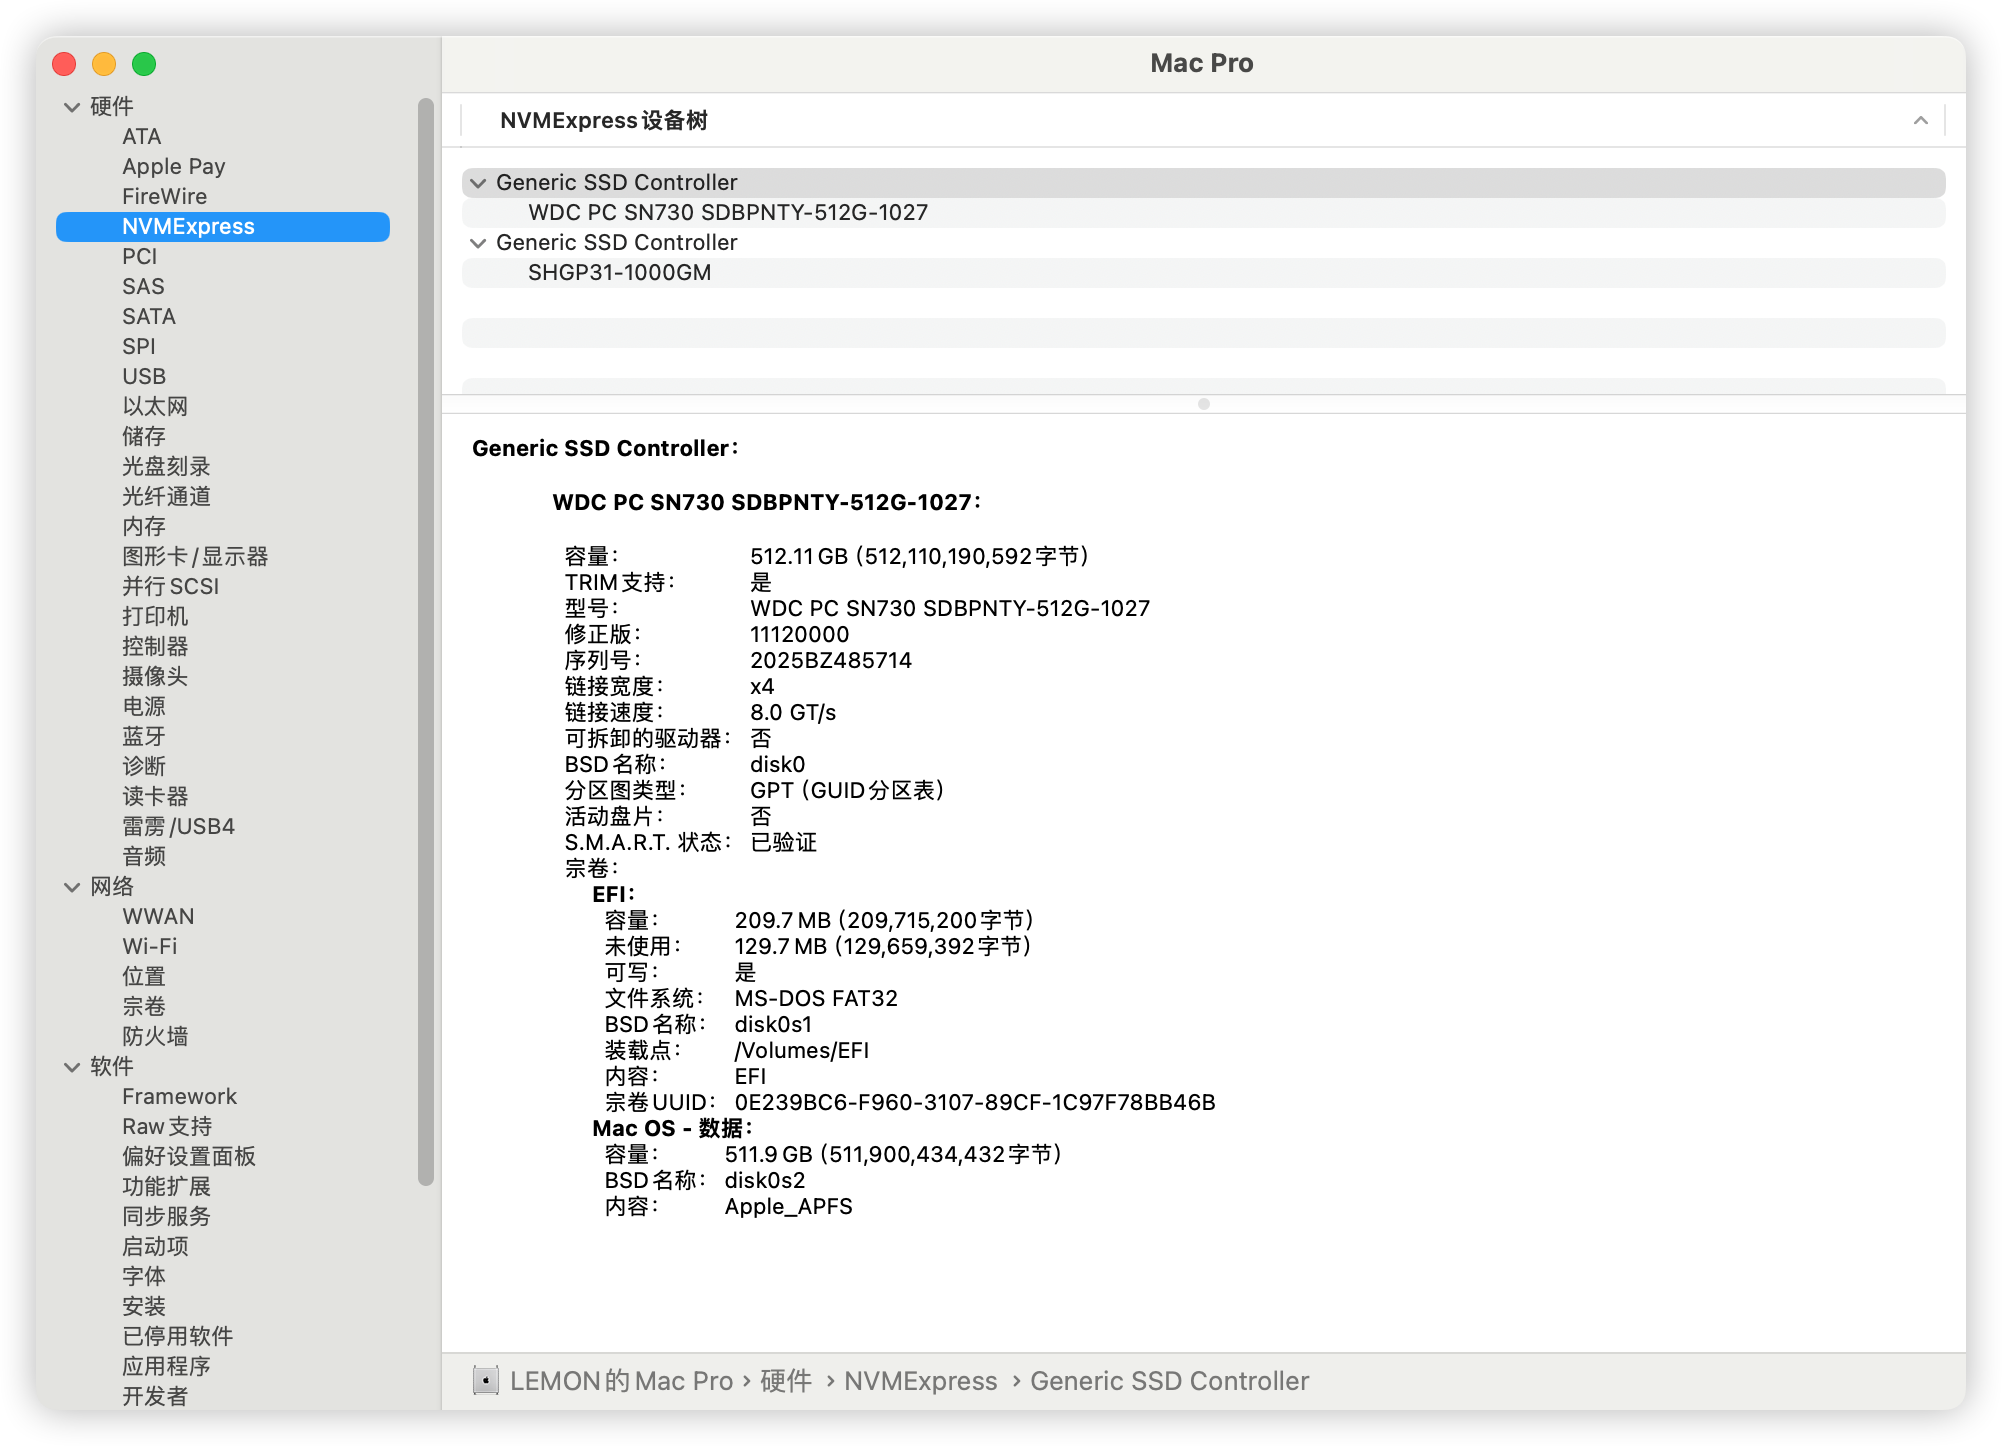 Mac Pro
硬件
ATA
Apple Pay
FireWire
NVMExpress
PCI
SAS
SATA
SPI
USB
以太网
储存
光盘刻录
光纤通道
内存
图形卡/显示器
并行SCSI
打印机
控制器
摄像头
电源
蓝牙
诊断
读卡器
雷雳/USB4
音频
网络
WWAN
Wi-Fi
位置
宗卷
防火墙
软件
Framework
Raw支持
偏好设置面板
功能扩展
同步服务
启动项
字体
安装
已停用软件
应用程序
开发者
NVMExpress设备树
Generic SSD Controller
WDC PC SN730 SDBPNTY-512G-1027
Generic SSD Controller
SHGP31-1000GM
Generic SSD Controller：
WDC PC SN730 SDBPNTY-512G-1027：
容量： 512.11 GB（512,110,190,592字节）
TRIM支持： 是
型号： WDC PC SN730 SDBPNTY-512G-1027
修正版： 11120000
序列号： 2025BZ485714
链接宽度： x4
链接速度： 8.0 GT/s
可拆卸的驱动器： 否
BSD名称： disk0
分区图类型： GPT（GUID分区表）
活动盘片： 否
S.M.A.R.T. 状态： 已验证
宗卷：
EFI：
容量： 209.7 MB（209,715,200字节）
未使用： 129.7 MB（129,659,392字节）
可写： 是
文件系统： MS-DOS FAT32
BSD名称： disk0s1
装载点： /Volumes/EFI
内容： EFI
宗卷UUID： 0E239BC6-F960-3107-89CF-1C97F78BB46B
Mac OS - 数据：
容量： 511.9 GB（511,900,434,432字节）
BSD名称： disk0s2
内容： Apple_APFS
LEMON的Mac Pro › 硬件 › NVMExpress › Generic SSD Controller